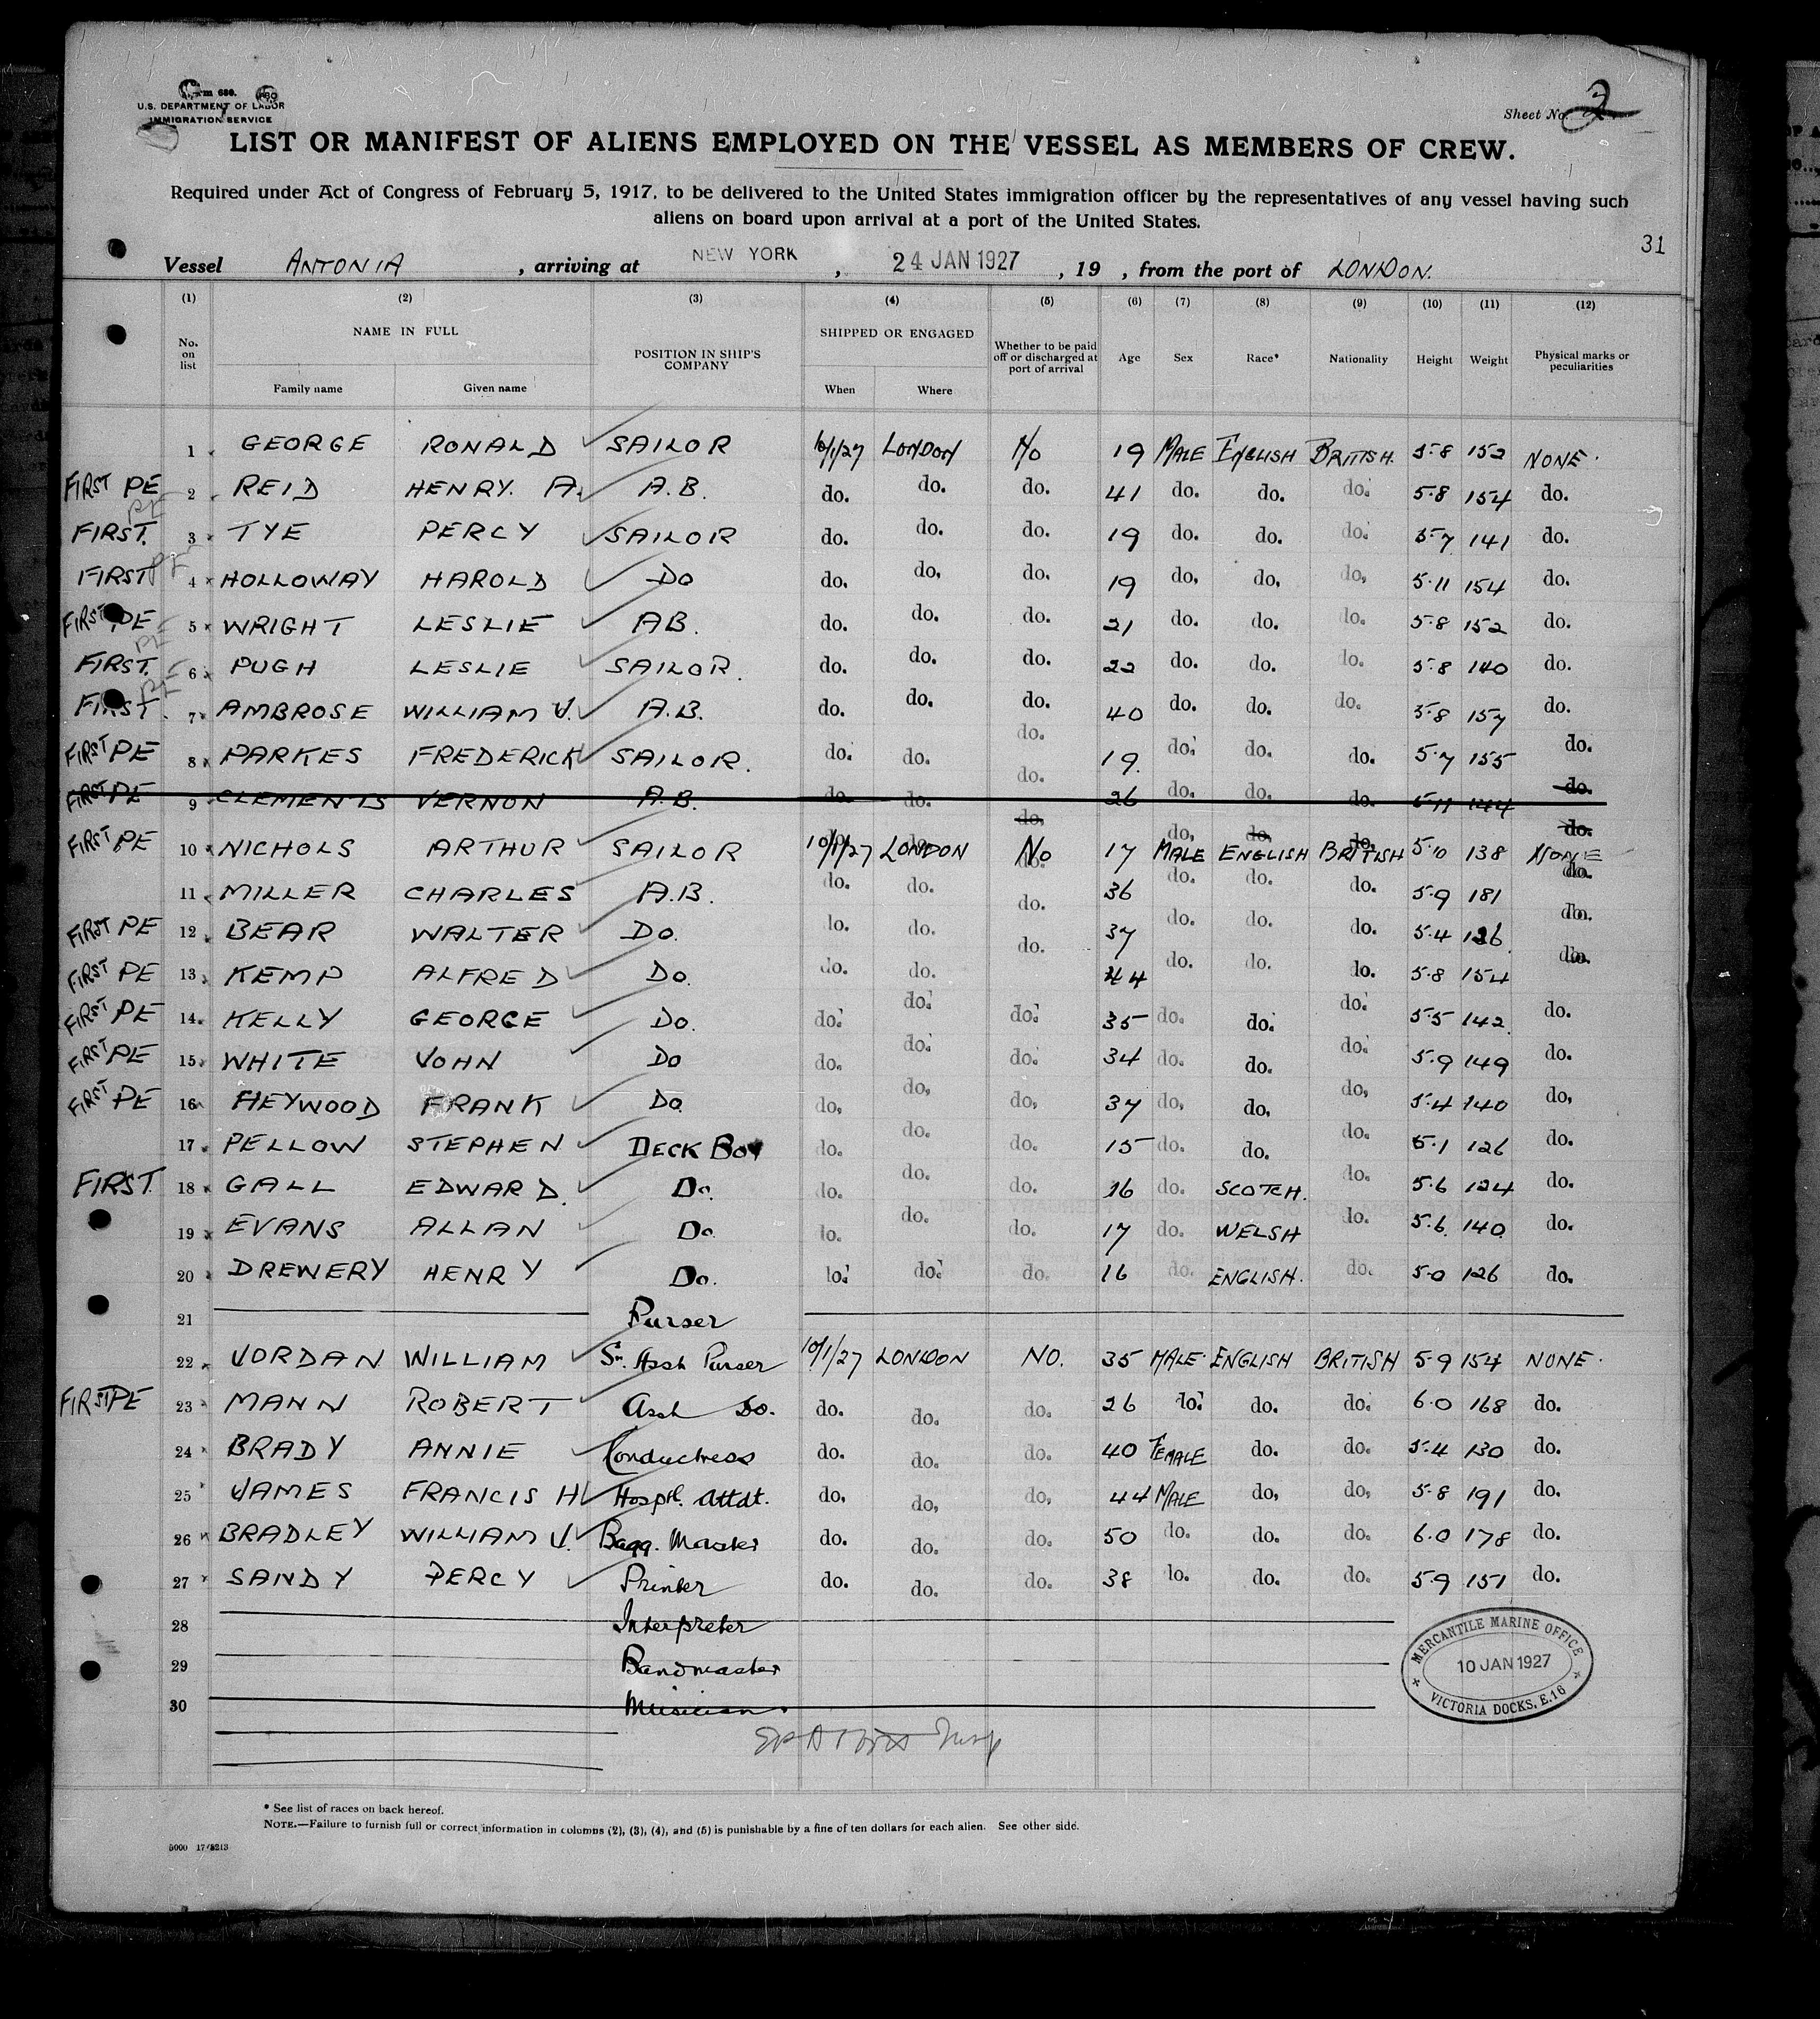 Form 680.
U.S. DEPARTMENT OF LABOR
IMMIGRATION SERVICE
Sheet No. 2
LIST OR MANIFEST OF ALIENS EMPLOYED ON THE VESSEL AS MEMBERS OF CREW.
Required under Act of Congress of February 5, 1917, to be delivered to the United States immigration officer by the representatives of any vessel having such
aliens on board upon arrival at a port of the United States.
31
Vessel ANTONIA, arriving at NEW YORK, 24 JAN 1927, 19 , from the port of LONDON.
(1) (2) (3) (4) (5) (6) (7) (8) (9) (10) (11) (12)
No. on list NAME IN FULL Family name Given name POSITION IN SHIP'S COMPANY SHIPPED OR ENGAGED When Where Whether to be paid off or discharged at port of arrival Age Sex Race* Nationality Height Weight Physical marks or peculiarities
1 GEORGE RONALD SAILOR 10/1/27 LONDON No 19 MALE ENGLISH BRITISH. 5-8 152 NONE.
FIRST PE 2 REID HENRY. A. A.B. do. do. do. 41 do. do. do. 5-8 154 do.
FIRST. PE 3 TYE PERCY SAILOR do. do. do. 19 do. do. do. 5-7 141 do.
FIRST PE 4 HOLLOWAY HAROLD DO do. do. do. 19 do. do. do. 5-11 154 do.
FIRST PE 5 WRIGHT LESLIE AB. do. do. do. 21 do. do. do. 5-8 152 do.
FIRST. PE 6 PUGH LESLIE SAILOR. do. do. do. 22 do. do. do. 5-8 140 do.
FIRST. PE 7 AMBROSE WILLIAM J. A.B. do. do. do. 40 do. do. do. 5-8 157 do.
FIRST PE 8 PARKES FREDERICK SAILOR. do. do. do. 19. do. do. do. 5-7 155 do.
FIRST PE 9 CLEMENTS VERNON A.B. do. do. do. 26 do. do. do. 5-11 144 do.
FIRST PE 10 NICHOLS ARTHUR SAILOR 10/1/27 LONDON No 17 MALE ENGLISH BRITISH 5-10 138 NONE
11 MILLER CHARLES A.B. do. do. do. 36 do. do. do. 5-9 181 do.
FIRST PE 12 BEAR WALTER DO. do. do. do. 37 do. do. do. 5-4 126 do.
FIRST PE 13 KEMP ALFRED DO. do. do. 44 do. do. do. 5-8 154 do.
FIRST PE 14 KELLY GEORGE DO. do. do. do. 35 do. do. do. 5-5 142. do.
FIRST PE 15 WHITE JOHN DO do. do. do. 34 do. do. do. 5-9 149 do.
FIRST PE 16 HEYWOOD FRANK DO. do. do. do. 37 do. do. do. 5-4 140 do.
17 PELLOW STEPHEN DECK BOY do. do. do. 15 do. do. do. 5-1 126 do.
FIRST. 18 GALL EDWARD. Do. do. do. do. 16 do. SCOTCH. do. 5-6 124 do.
19 EVANS ALLAN Do. do. do. do. 17 do. WELSH do. 5-6. 140. do.
20 DREWERY HENRY Do. do. do. do. 16 do. ENGLISH. do. 5-0 126 do.
21 Purser
22 JORDAN WILLIAM Sn. Asst Purser 10/1/27 LONDON NO. 35 MALE ENGLISH BRITISH 5-9 154 NONE.
FIRST PE 23 MANN ROBERT Asst Do. do. do. do. 26 do. do. do. 6-0 168 do.
24 BRADY ANNIE Conductress do. do. do. 40 FEMALE do. do. 5-4 130 do.
25 JAMES FRANCIS H Hosptl. Attdt. do. do. do. 44 MALE do. do. 5-8 191 do.
26 BRADLEY WILLIAM J. Bagg. Master do. do. do. 50 do. do. do. 6-0 178 do.
27 SANDY PERCY Printer do. do. do. 38 do. do. do. 5-9 151 do.
28 Interpreter
29 Bandmaster
30 Musician
MERCANTILE MARINE OFFICE
10 JAN 1927
VICTORIA DOCKS, E.16
* See list of races on back hereof.
NOTE.—Failure to furnish full or correct information in columns (2), (3), (4), and (5) is punishable by a fine of ten dollars for each alien. See other side.